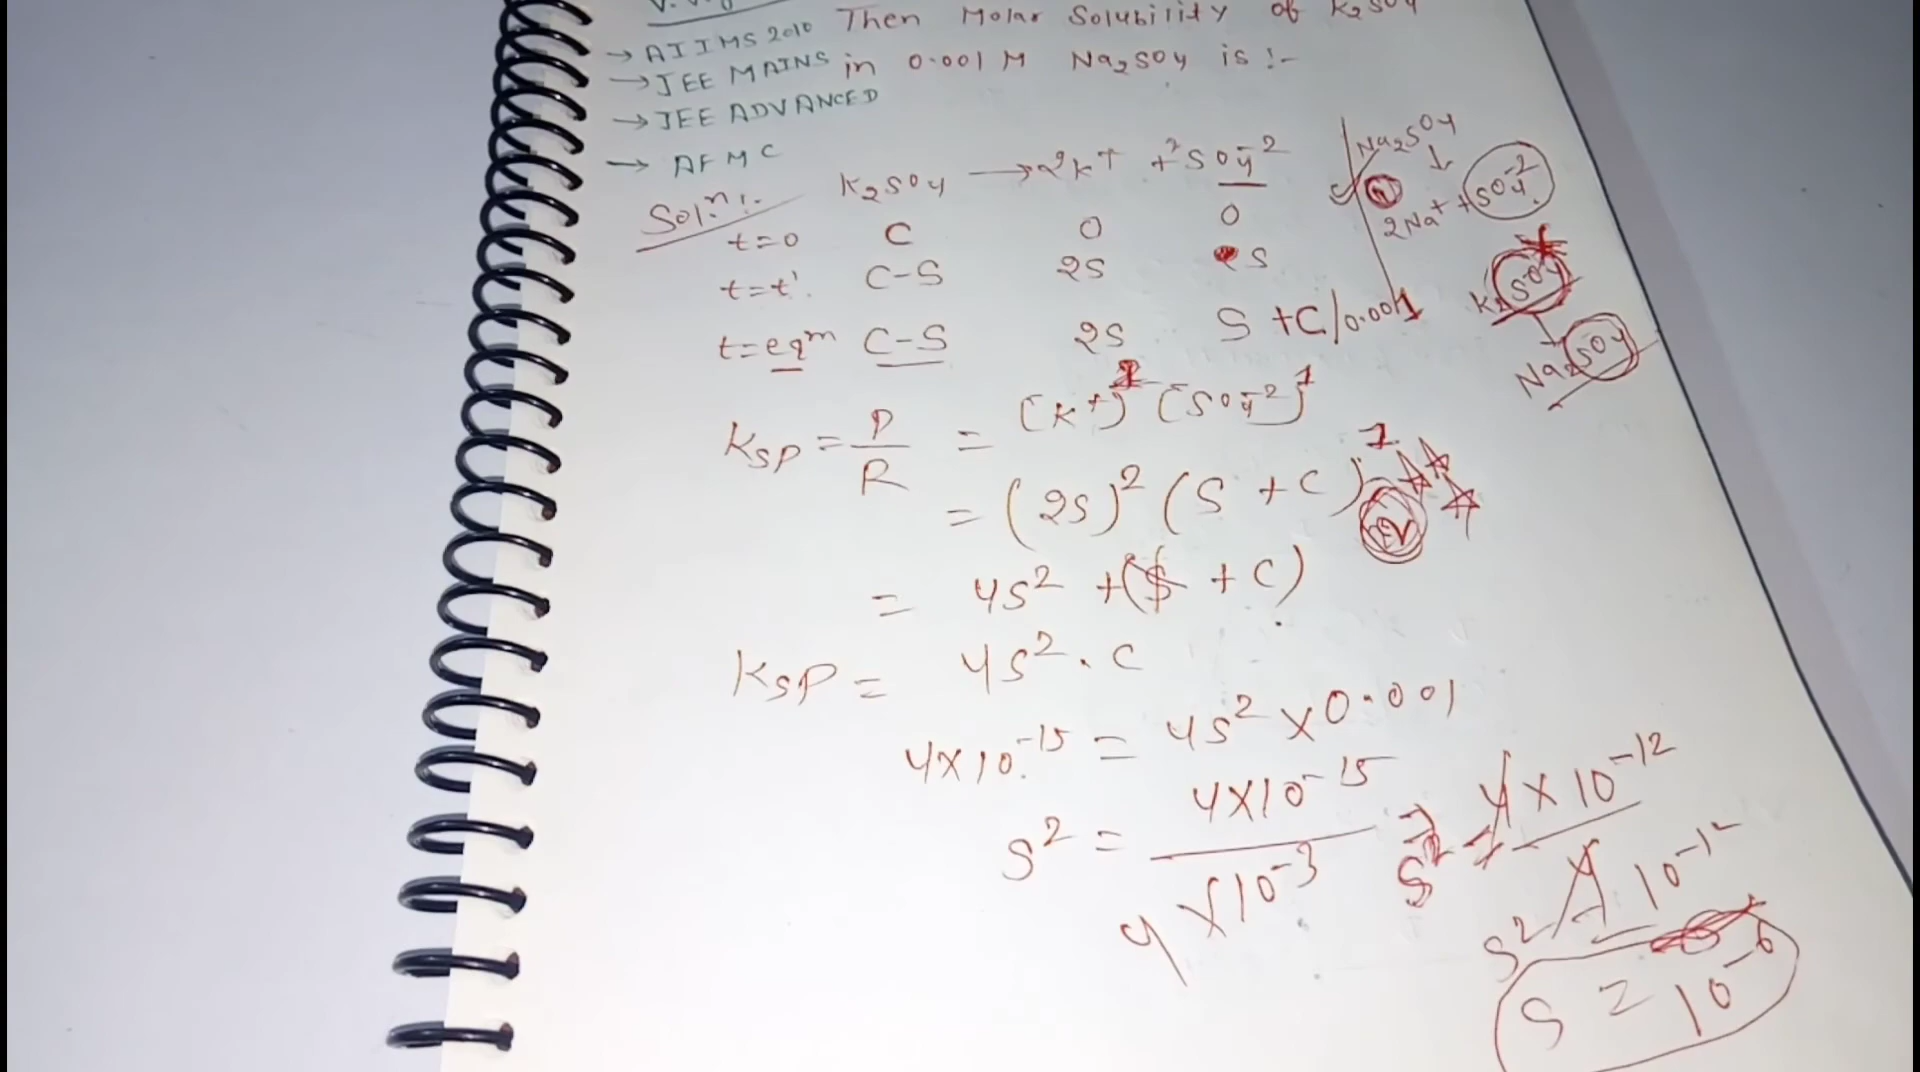 → AIIMS 2010 Then Molar Solubility of K₂SO₄
→ JEE MAINS in 0.001 M Na₂SO₄ is :-
→ JEE ADVANCED
→ AFMC
Solⁿ:- K₂SO₄ → 2K⁺ + SO₄⁻²
t=0 C 0 0
t=t' C-S 2S S
t=eqᵐ C-S 2S S +C/0.001
Na₂SO₄
↓
2Na⁺ + SO₄⁻²
K₂SO₄
Na₂SO₄
Ksp = P/R = [K⁺]² [SO₄⁻²]¹
= (2S)² (S + C)¹
= 4S² + (S + C)
Ksp = 4S² . C
4×10⁻¹⁵ = 4S² × 0.001
S² = 4×10⁻¹⁵ / 4×10⁻³
S² = 4×10⁻¹² / 4
S² = 10⁻¹²
S = 10⁻⁶